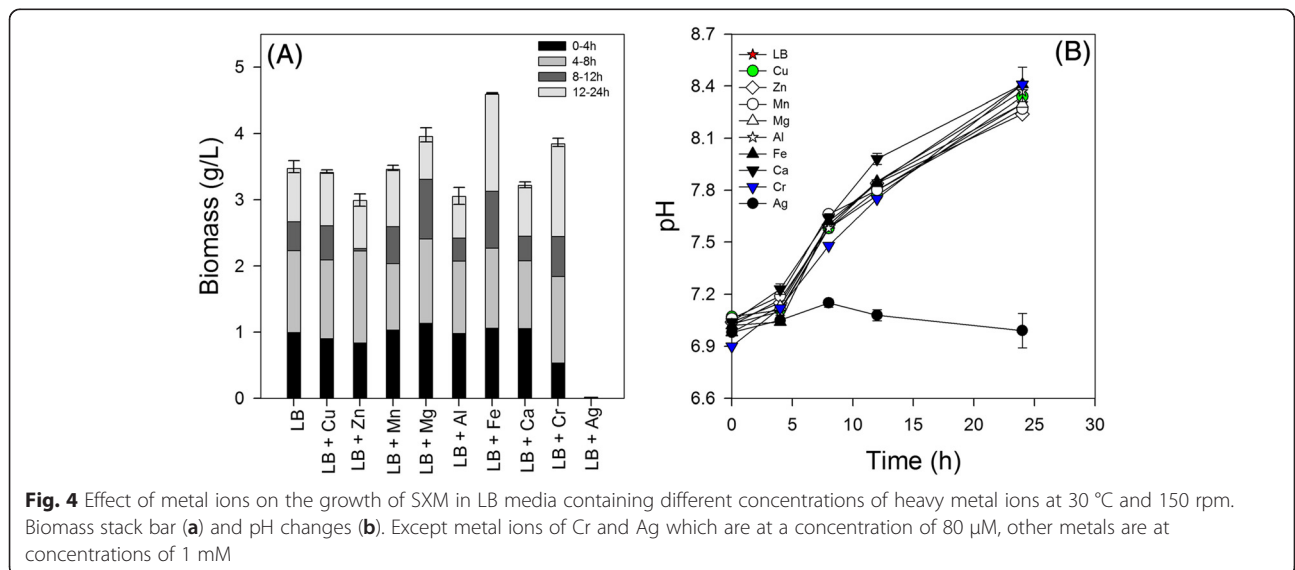 (A)
0-4h
4-8h
8-12h
12-24h
5
4
3
2
1
0
Biomass (g/L)
LB
LB + Cu
LB + Zn
LB + Mn
LB + Mg
LB + Al
LB + Fe
LB + Ca
LB + Cr
LB + Ag
(B)
LB
Cu
Zn
Mn
Mg
Al
Fe
Ca
Cr
Ag
8.7
8.4
8.1
7.8
7.5
7.2
6.9
6.6
pH
0 5 10 15 20 25 30
Time (h)
Fig. 4 Effect of metal ions on the growth of SXM in LB media containing different concentrations of heavy metal ions at 30 °C and 150 rpm.
Biomass stack bar (a) and pH changes (b). Except metal ions of Cr and Ag which are at a concentration of 80 μM, other metals are at
concentrations of 1 mM